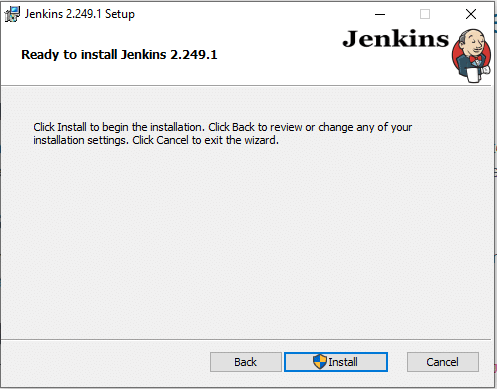 Jenkins 2.249.1 Setup
Jenkins
Ready to install Jenkins 2.249.1
Click Install to begin the installation. Click Back to review or change any of your
installation settings. Click Cancel to exit the wizard.
Back
Install
Cancel